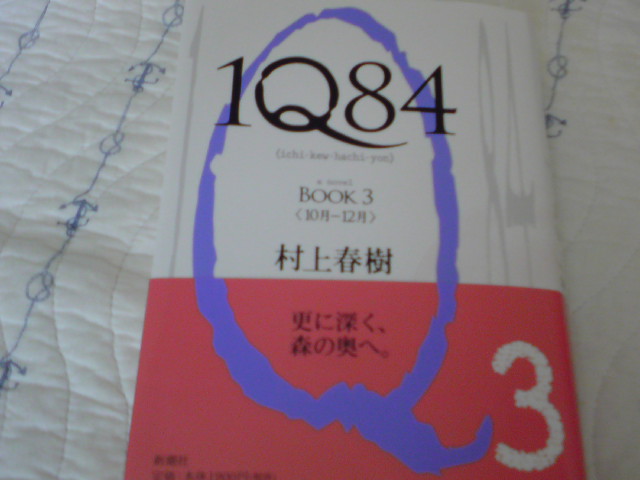 1Q84
(ichi-kew-hachi-yon)
a novel
BOOK 3
〈10月-12月〉
村上春樹
更に深く、
森の奥へ。
3
新潮社